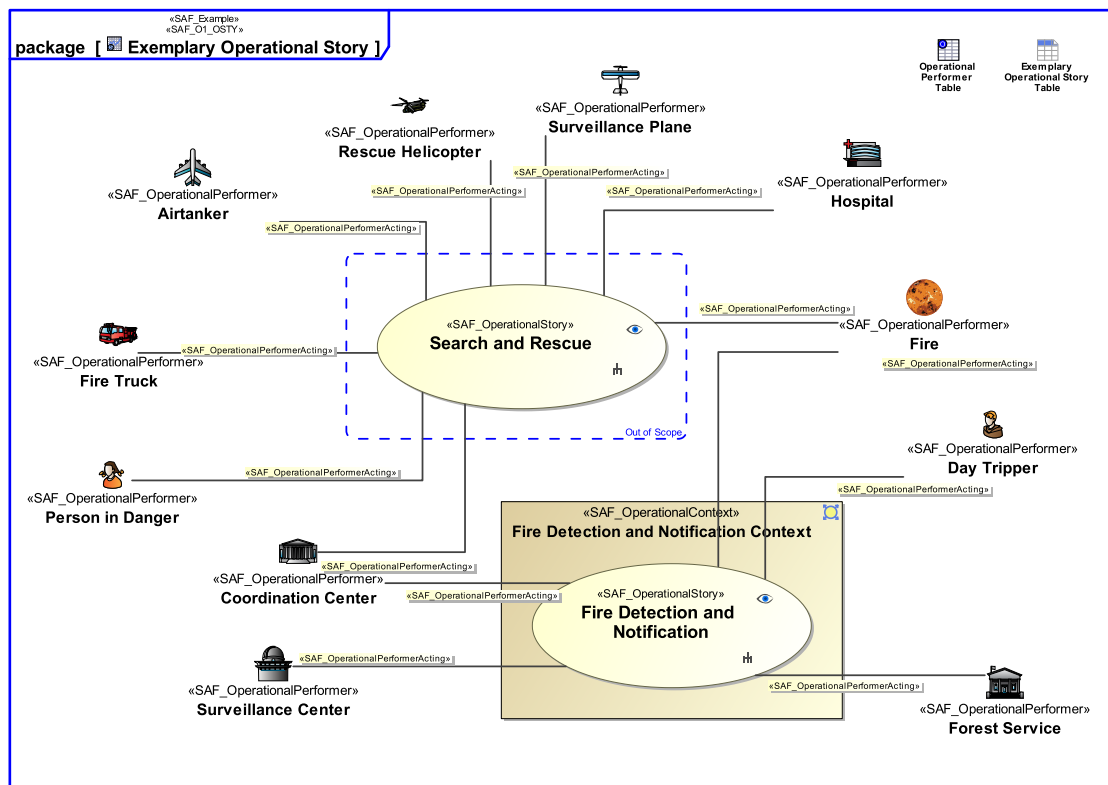 «SAF_Example»
«SAF_O1_OSTY»
package [ Exemplary Operational Story ]
Operational
Performer
Table
Exemplary
Operational Story
Table
«SAF_OperationalPerformer»
Surveillance Plane
«SAF_OperationalPerformer»
Rescue Helicopter
«SAF_OperationalPerformerActing»
«SAF_OperationalPerformerActing»
«SAF_OperationalPerformerActing»
«SAF_OperationalPerformer»
Hospital
«SAF_OperationalPerformer»
Airtanker
«SAF_OperationalPerformerActing»
«SAF_OperationalPerformerActing»
«SAF_OperationalPerformer»
Fire
«SAF_OperationalPerformerActing»
«SAF_OperationalStory»
Search and Rescue
Out of Scope
«SAF_OperationalPerformerActing»
«SAF_OperationalPerformer»
Fire Truck
«SAF_OperationalPerformer»
Day Tripper
«SAF_OperationalPerformerActing»
«SAF_OperationalPerformerActing»
«SAF_OperationalPerformer»
Person in Danger
«SAF_OperationalContext»
Fire Detection and Notification Context
«SAF_OperationalPerformerActing»
«SAF_OperationalPerformer»
Coordination Center
«SAF_OperationalPerformerActing»
«SAF_OperationalStory»
Fire Detection and
Notification
«SAF_OperationalPerformerActing»
«SAF_OperationalPerformer»
Surveillance Center
«SAF_OperationalPerformerActing»
«SAF_OperationalPerformer»
Forest Service